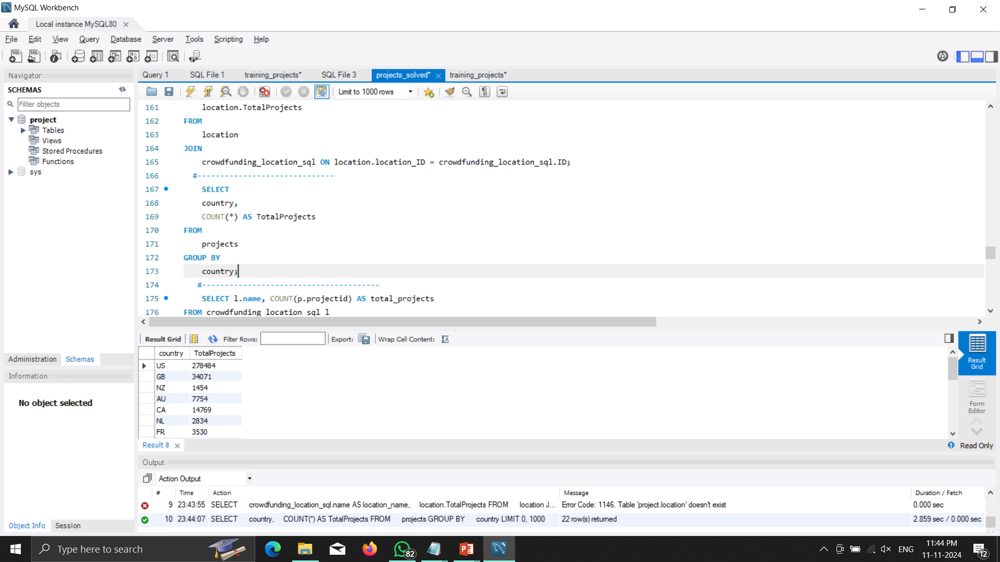 MySQL Workbench
Local instance MySQL80
File Edit View Query Database Server Tools Scripting Help
Navigator
SCHEMAS
Filter objects
project
Tables
Views
Stored Procedures
Functions
sys
Administration Schemas
Information
No object selected
Object Info Session
Query 1 SQL File 1 training_projects* SQL File 3 projects_solved* training_projects*
Limit to 1000 rows
161 location.TotalProjects
162 FROM
163 location
164 JOIN
165 crowdfunding_location_sql ON location.location_ID = crowdfunding_location_sql.ID;
166 #------------------------------
167 SELECT
168 country,
169 COUNT(*) AS TotalProjects
170 FROM
171 projects
172 GROUP BY
173 country;
174 #---------------------------------------
175 SELECT l.name, COUNT(p.projectid) AS total_projects
176 FROM crowdfunding_location_sql l
Result Grid Filter Rows: Export: Wrap Cell Content:
country TotalProjects
US 278484
GB 34071
NZ 1454
AU 7754
CA 14769
NL 2834
FR 3530
Result Grid
Form Editor
Result 8
Read Only
Output
Action Output
# Time Action Message Duration / Fetch
9 23:43:55 SELECT crowdfunding_location_sql.name AS location_name, location.TotalProjects FROM location J... Error Code: 1146. Table 'project.location' doesn't exist 0.000 sec
10 23:44:07 SELECT country, COUNT(*) AS TotalProjects FROM projects GROUP BY country LIMIT 0, 1000 22 row(s) returned 2.859 sec / 0.000 sec
Type here to search
82
ENG
11:44 PM
11-11-2024
12